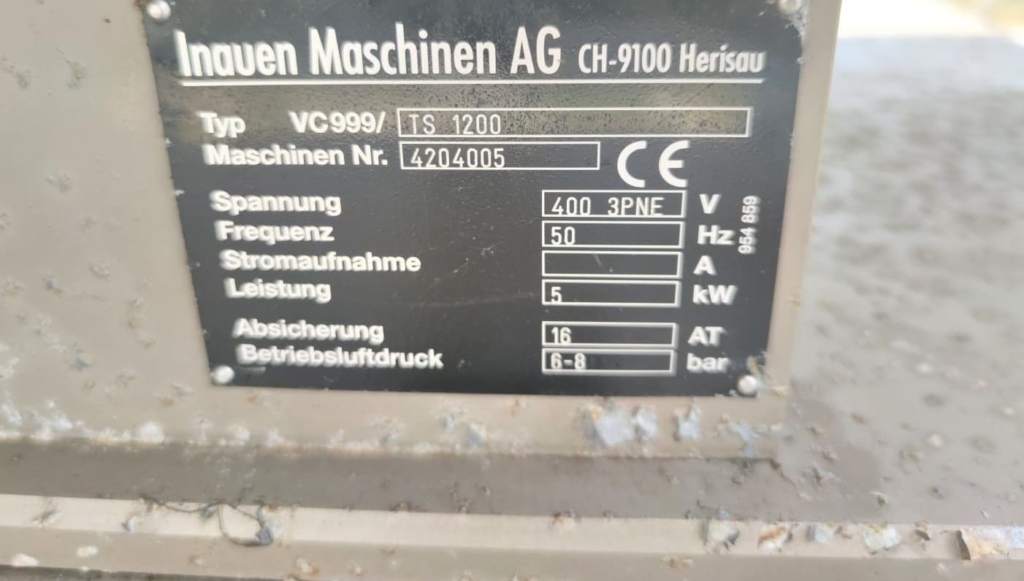 Inauen Maschinen AG CH-9100 Herisau
Typ VC999/ TS 1200
Maschinen Nr. 4204005 CE
Spannung 400 3PNE V
Frequenz 50 Hz
Stromaufnahme A
Leistung 5 kW
954 859
Absicherung 16 AT
Betriebsluftdruck 6-8 bar